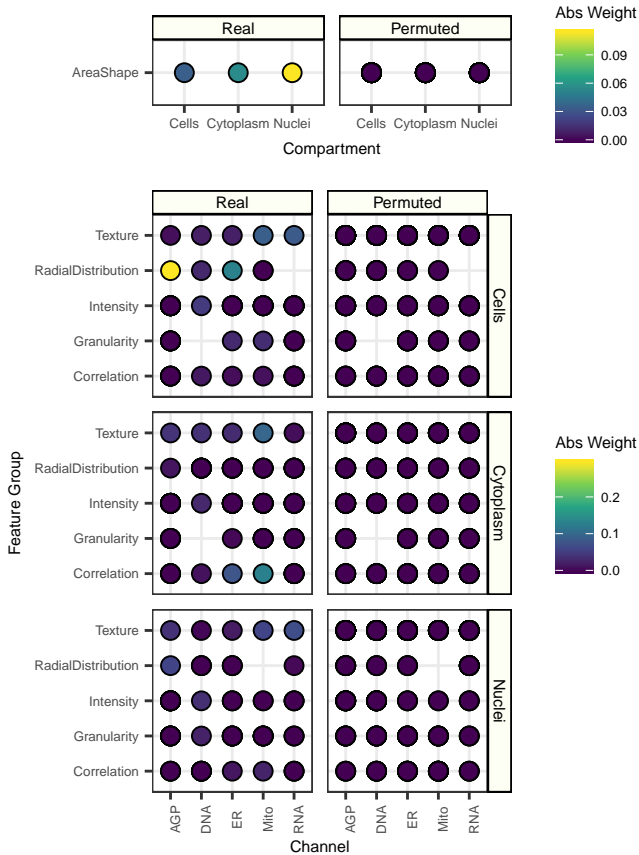 Real Permuted
AreaShape
Cells Cytoplasm Nuclei Cells Cytoplasm Nuclei
Compartment
Abs Weight
0.09
0.06
0.03
0.00
Real Permuted
Texture
RadialDistribution
Intensity
Granularity
Correlation
Cells
Texture
RadialDistribution
Intensity
Granularity
Correlation
Cytoplasm
Texture
RadialDistribution
Intensity
Granularity
Correlation
Nuclei
Feature Group
AGP DNA ER Mito RNA AGP DNA ER Mito RNA
Channel
Abs Weight
0.2
0.1
0.0